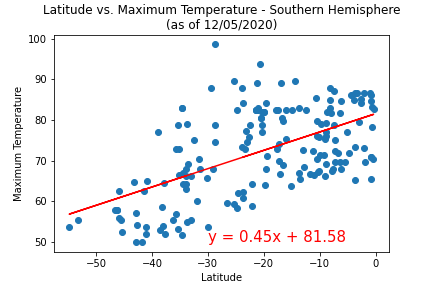 Latitude vs. Maximum Temperature - Southern Hemisphere
(as of 12/05/2020)
Maximum Temperature
100
90
80
70
60
50
y = 0.45x + 81.58
−50
−40
−30
−20
−10
0
Latitude